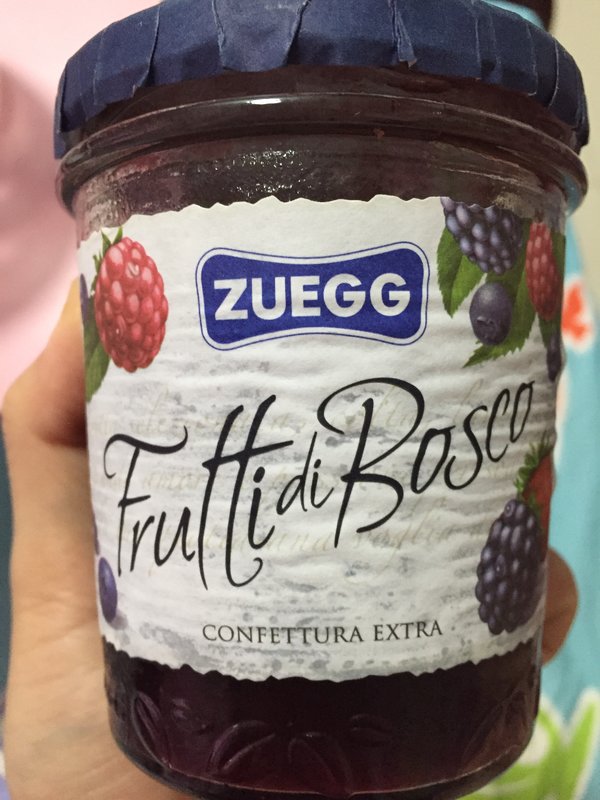 ZUEGG
Frutti di Bosco
CONFETTURA EXTRA